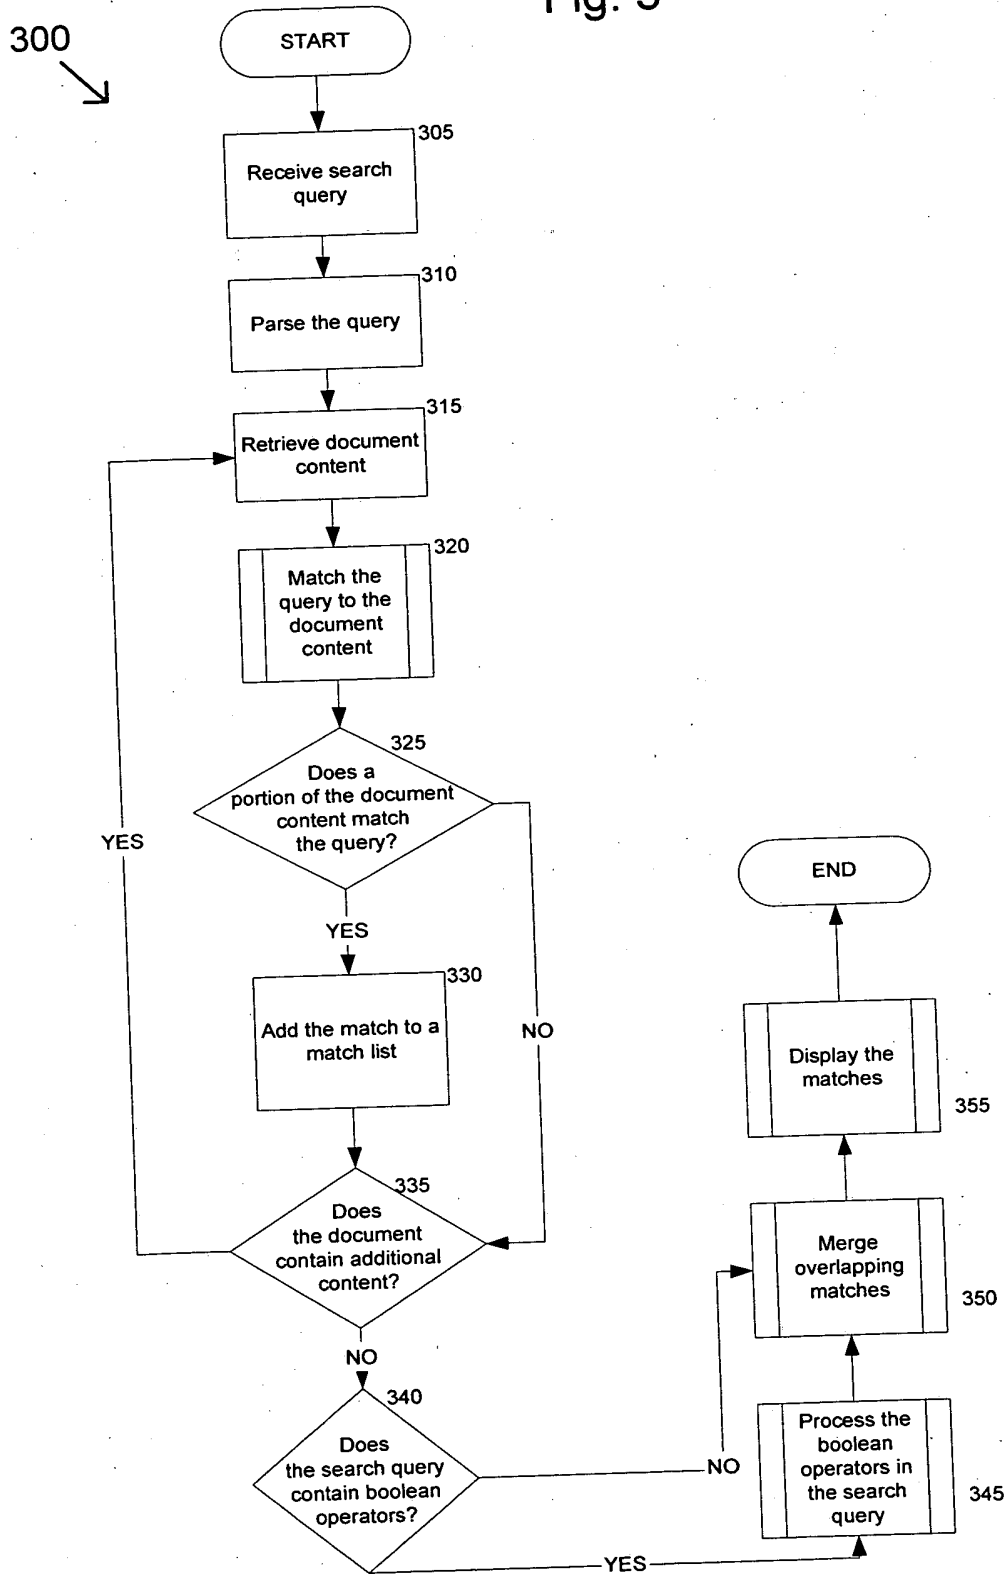 300
START
305
Receive search
query
310
Parse the query
315
Retrieve document
content
320
Match the
query to the
document
content
325
Does a
portion of the document
content match
the query?
YES
YES
NO
330
Add the match to a
match list
335
Does
the document
contain additional
content?
NO
340
Does
the search query
contain boolean
operators?
NO
YES
Process the
boolean
operators in
the search
query
345
Merge
overlapping
matches
350
Display the
matches
355
END